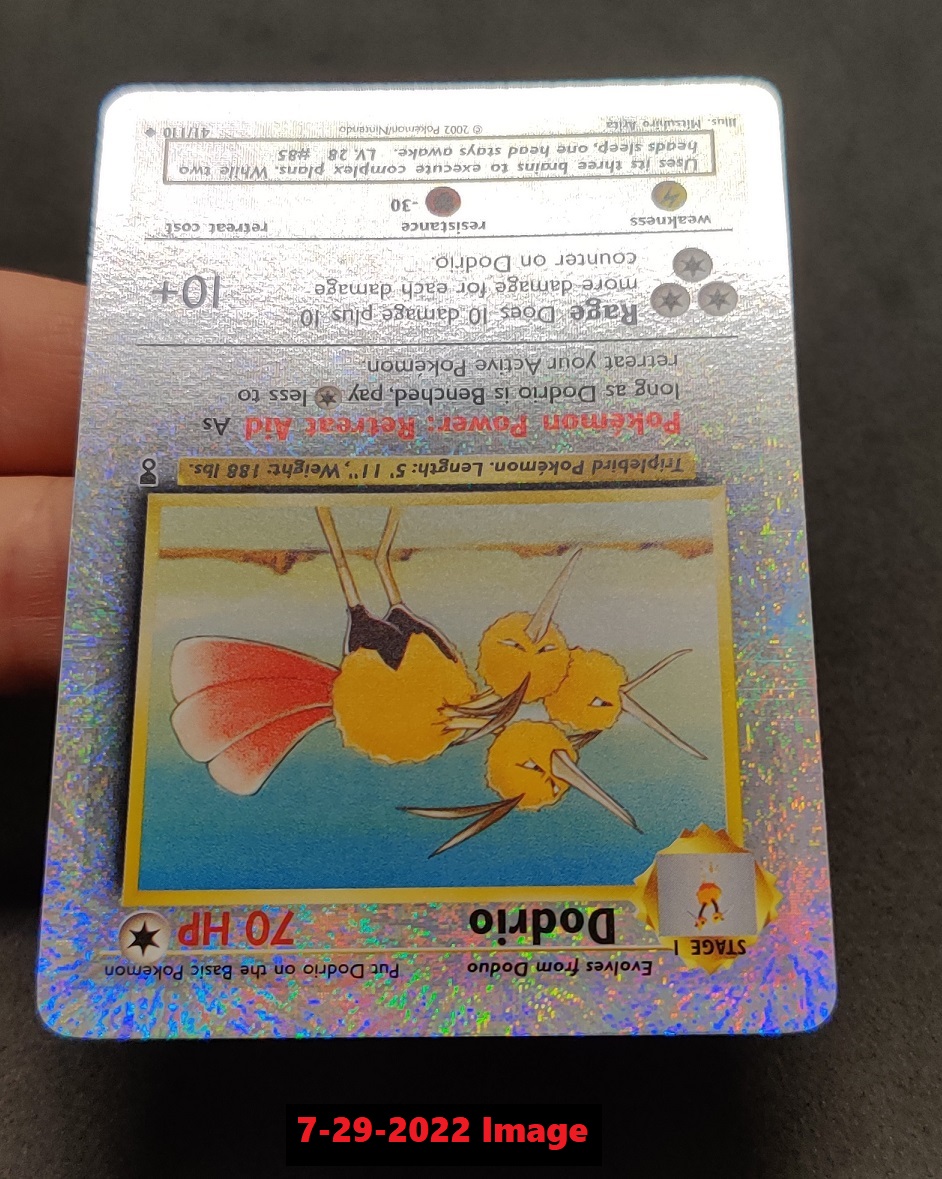 STAGE 1
Evolves from Doduo
Put Dodrio on the Basic Pokémon
Dodrio
70 HP
Triplebird Pokémon. Length: 5' 11", Weight: 188 lbs.
Pokémon Power: Retreat Aid As
long as Dodrio is Benched, pay less to
retreat your Active Pokémon.
Rage Does 10 damage plus 10
more damage for each damage
counter on Dodrio.
10+
weakness
resistance
retreat cost
-30
Uses its three brains to execute complex plans. While two
heads sleep, one head stays awake. LV. 28 #85
Illus. Mitsuhiro Arita
© 2002 Pokémon/Nintendo
41/110
7-29-2022 Image